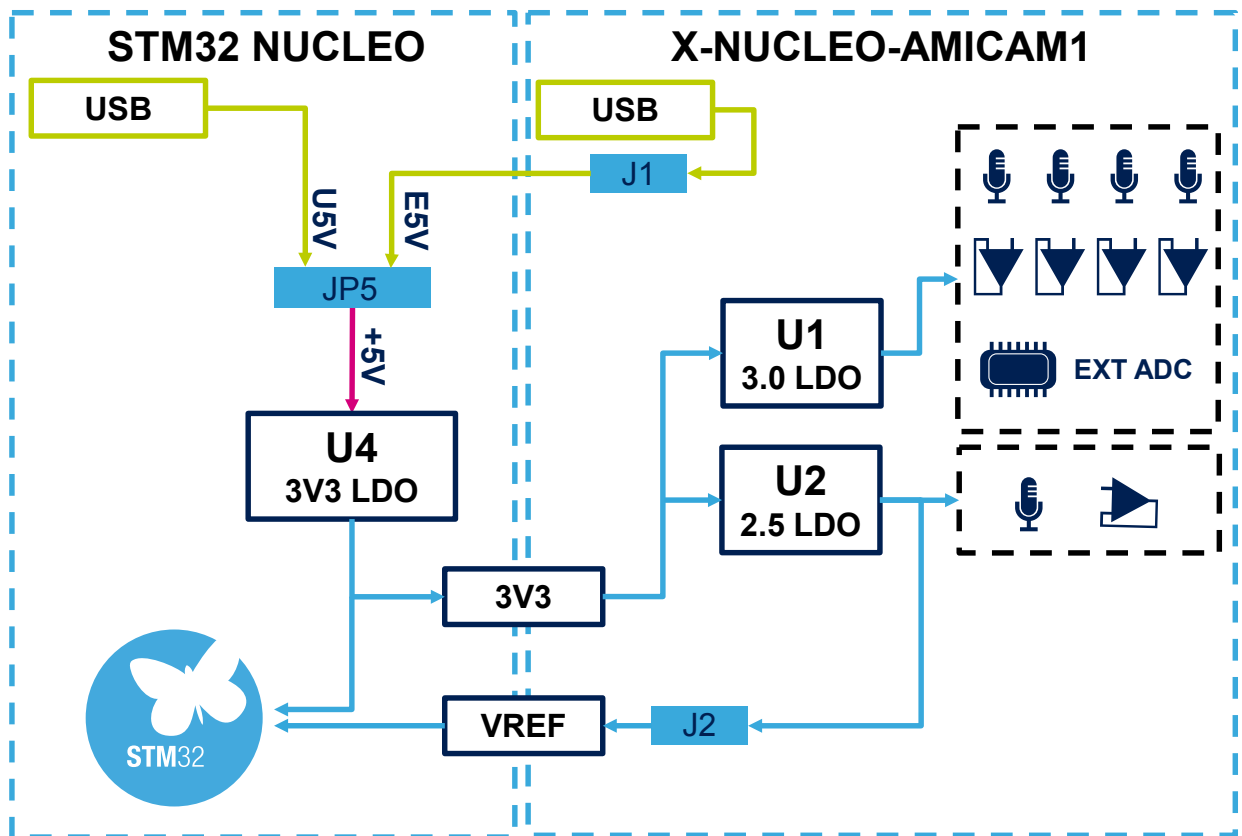 STM32 NUCLEO
X-NUCLEO-AMICAM1
USB
USB
J1
U5V
E5V
JP5
+5V
U1
3.0 LDO
EXT ADC
U4
3V3 LDO
U2
2.5 LDO
3V3
VREF
J2
STM32